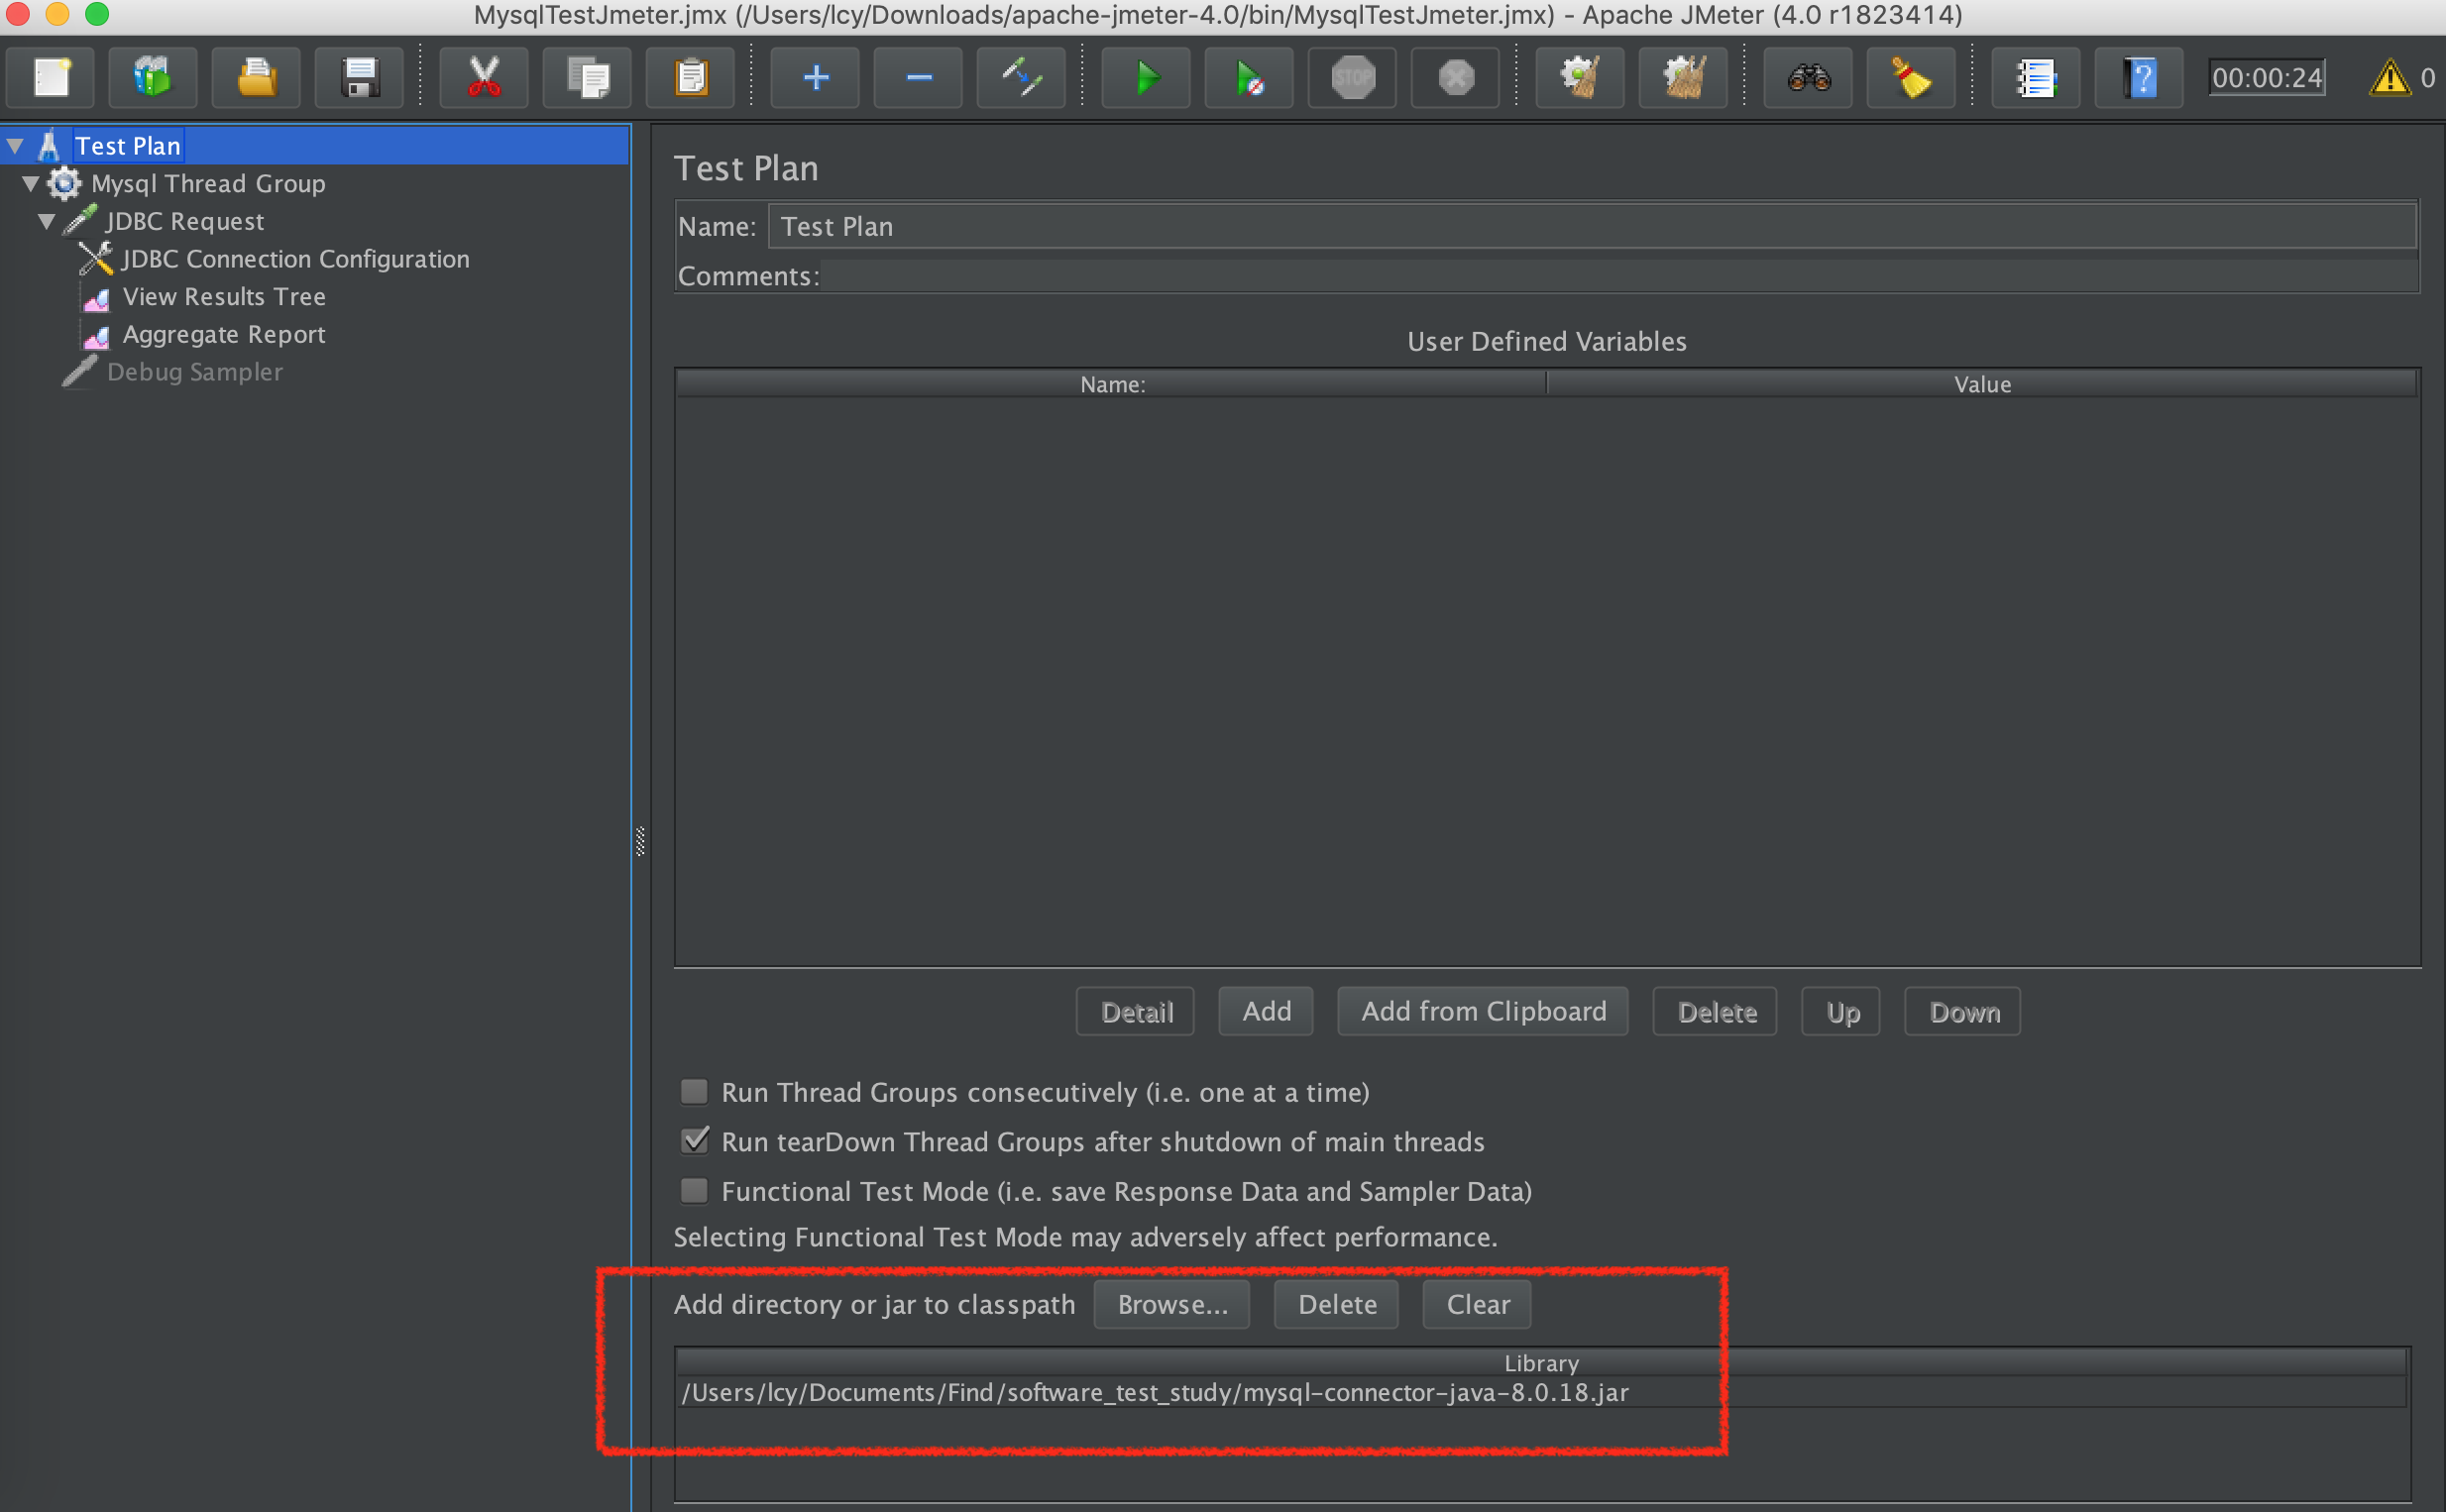 MysqlTestJmeter.jmx (/Users/lcy/Downloads/apache-jmeter-4.0/bin/MysqlTestJmeter.jmx) - Apache JMeter (4.0 r1823414)
STOP
?
00:00:24
0
Test Plan
Mysql Thread Group
JDBC Request
JDBC Connection Configuration
View Results Tree
Aggregate Report
Debug Sampler
Test Plan
Name: Test Plan
Comments:
User Defined Variables
Name: Value
Detail Add Add from Clipboard Delete Up Down
Run Thread Groups consecutively (i.e. one at a time)
Run tearDown Thread Groups after shutdown of main threads
Functional Test Mode (i.e. save Response Data and Sampler Data)
Selecting Functional Test Mode may adversely affect performance.
Add directory or jar to classpath Browse... Delete Clear
Library
/Users/lcy/Documents/Find/software_test_study/mysql-connector-java-8.0.18.jar